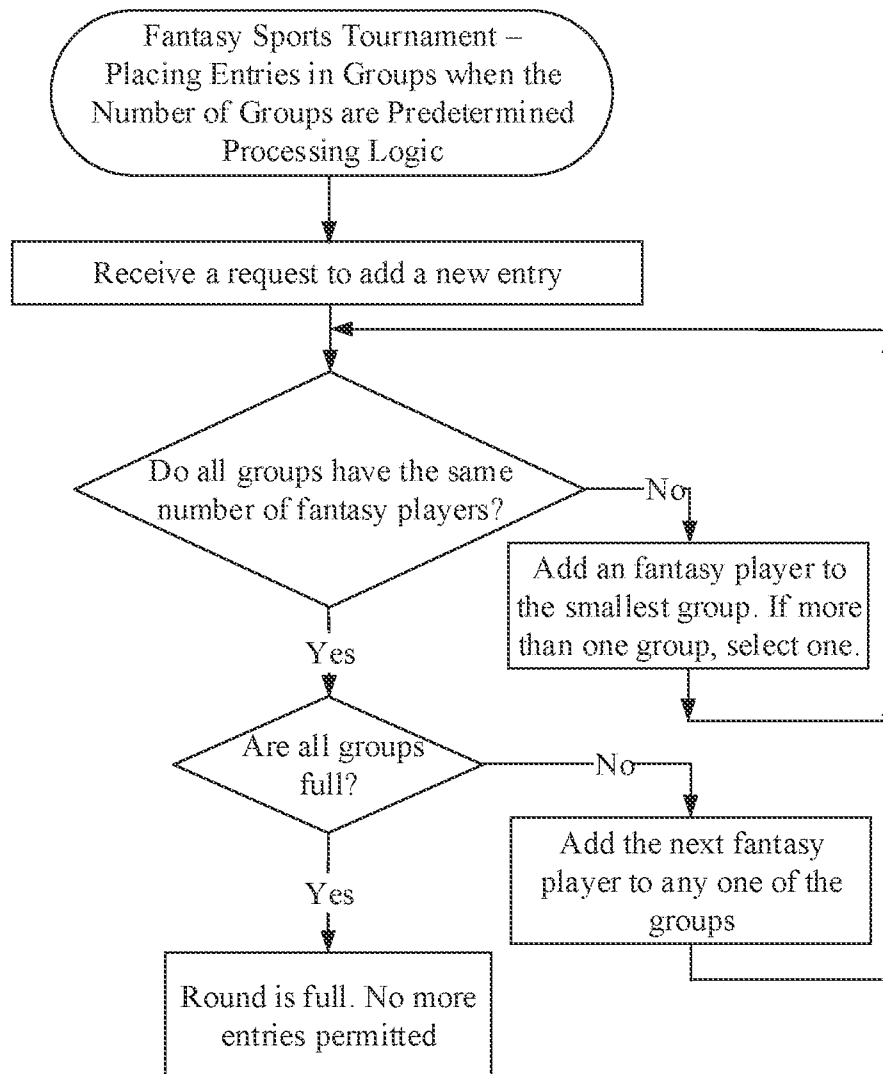 Fantasy Sports Tournament –
Placing Entries in Groups when the
Number of Groups are Predetermined
Processing Logic
Receive a request to add a new entry
Do all groups have the same
number of fantasy players?
No
Add an fantasy player to
the smallest group. If more
than one group, select one.
Yes
Are all groups
full?
No
Add the next fantasy
player to any one of the
groups
Yes
Round is full. No more
entries permitted